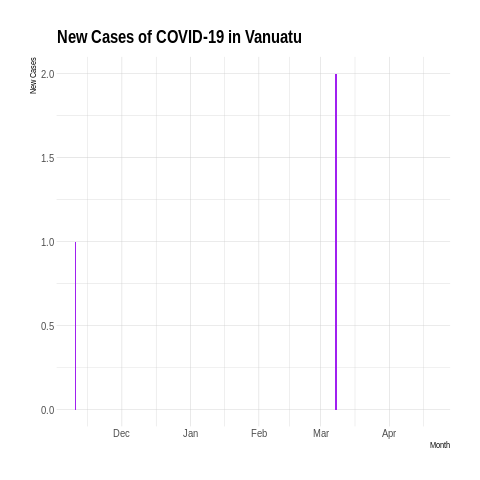 New Cases of COVID-19 in Vanuatu
New Cases
2.0
1.5
1.0
0.5
0.0
Dec Jan Feb Mar Apr
Month